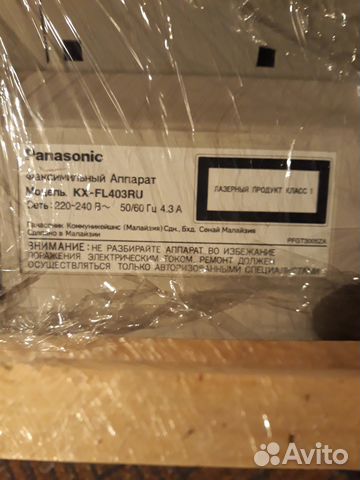 Panasonic
Факсимильный Аппарат
Модель: KX-FL403RU
Сеть: 220-240 В~ 50/60 Гц 4.3 А
ЛАЗЕРНЫЙ ПРОДУКТ КЛАСС 1
Панасоник Коммуникейшнс (Малайзия) Сдн. Бхд. Сенай Малайзия
Сделано в Малайзии
PFGT3005ZA
ВНИМАНИЕ: НЕ РАЗБИРАЙТЕ АППАРАТ ВО ИЗБЕЖАНИЕ
ПОРАЖЕНИЯ ЭЛЕКТРИЧЕСКИМ ТОКОМ. РЕМОНТ ДОЛЖЕН
ОСУЩЕСТВЛЯТЬСЯ ТОЛЬКО АВТОРИЗОВАННЫМИ СПЕЦИАЛИСТАМИ
Avito